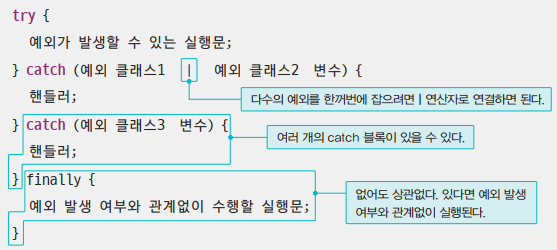 try {
예외가 발생할 수 있는 실행문;
} catch (예외 클래스1 | 예외 클래스2 변수) {
핸들러;
다수의 예외를 한꺼번에 잡으려면 | 연산자로 연결하면 된다.
} catch (예외 클래스3 변수) {
여러 개의 catch 블록이 있을 수 있다.
핸들러;
} finally {
없어도 상관없다. 있다면 예외 발생
여부와 관계없이 실행된다.
예외 발생 여부와 관계없이 수행할 실행문;
}